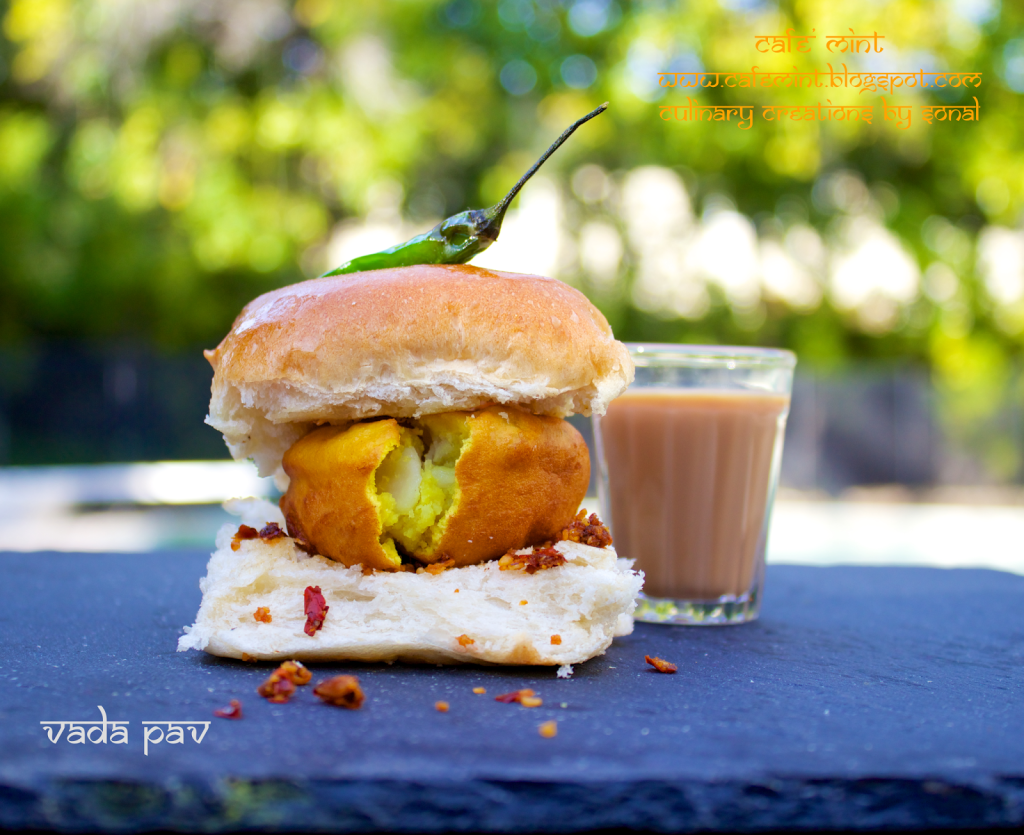 cafe' mint
www.cafemint.blogspot.com
culinary creations by sonal
vada pav